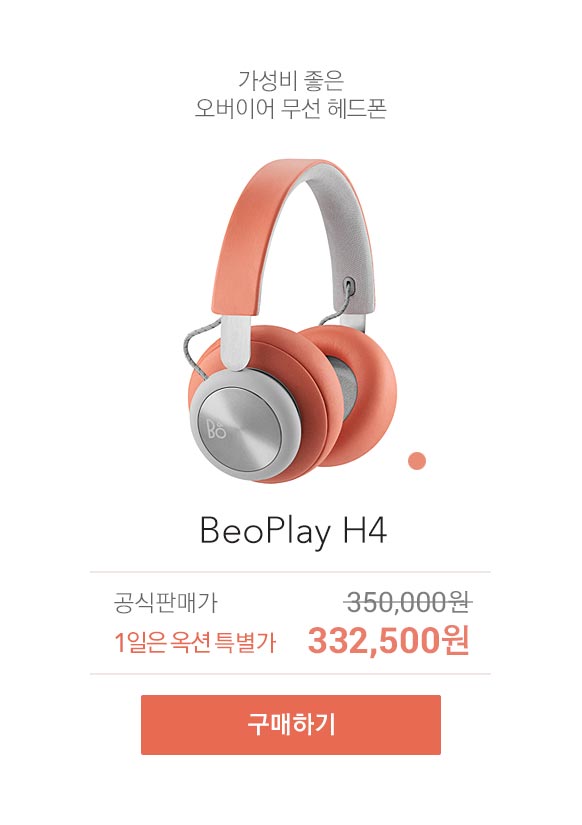 가성비 좋은
오버이어 무선 헤드폰
BO
BeoPlay H4
공식판매가 350,000원
1일은 옥션 특별가 332,500원
구매하기